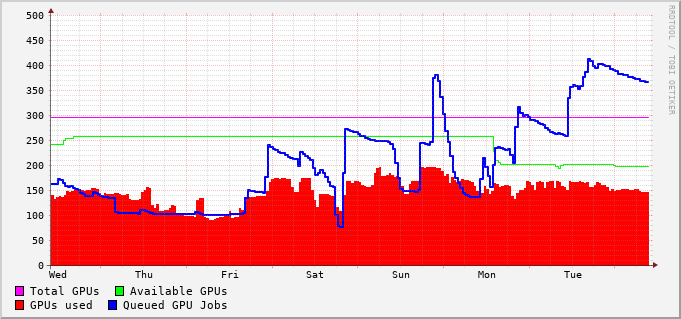 500
450
400
350
300
250
200
150
100
50
0
Wed Thu Fri Sat Sun Mon Tue
Total GPUs Available GPUs
GPUs used Queued GPU Jobs
RRDTOOL / TOBI OETIKER